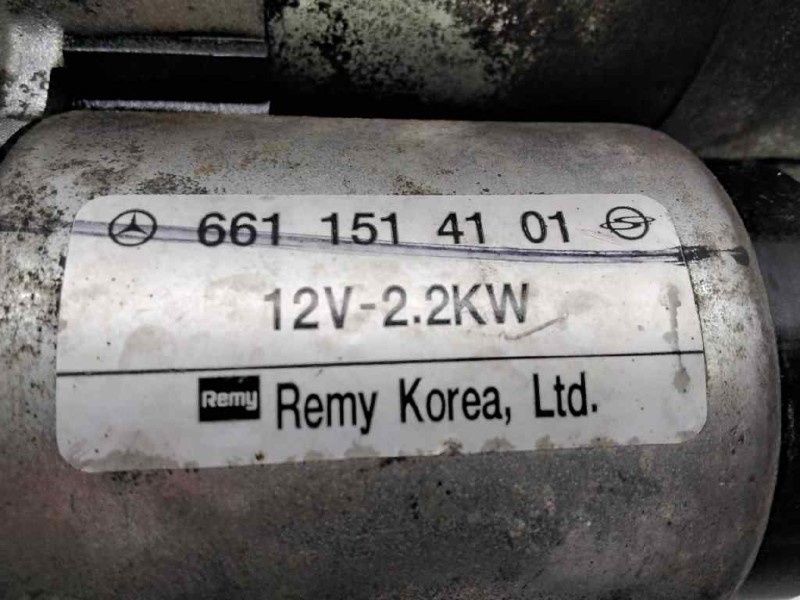 661 151 41 01
12V-2.2KW
Remy Remy Korea, Ltd.